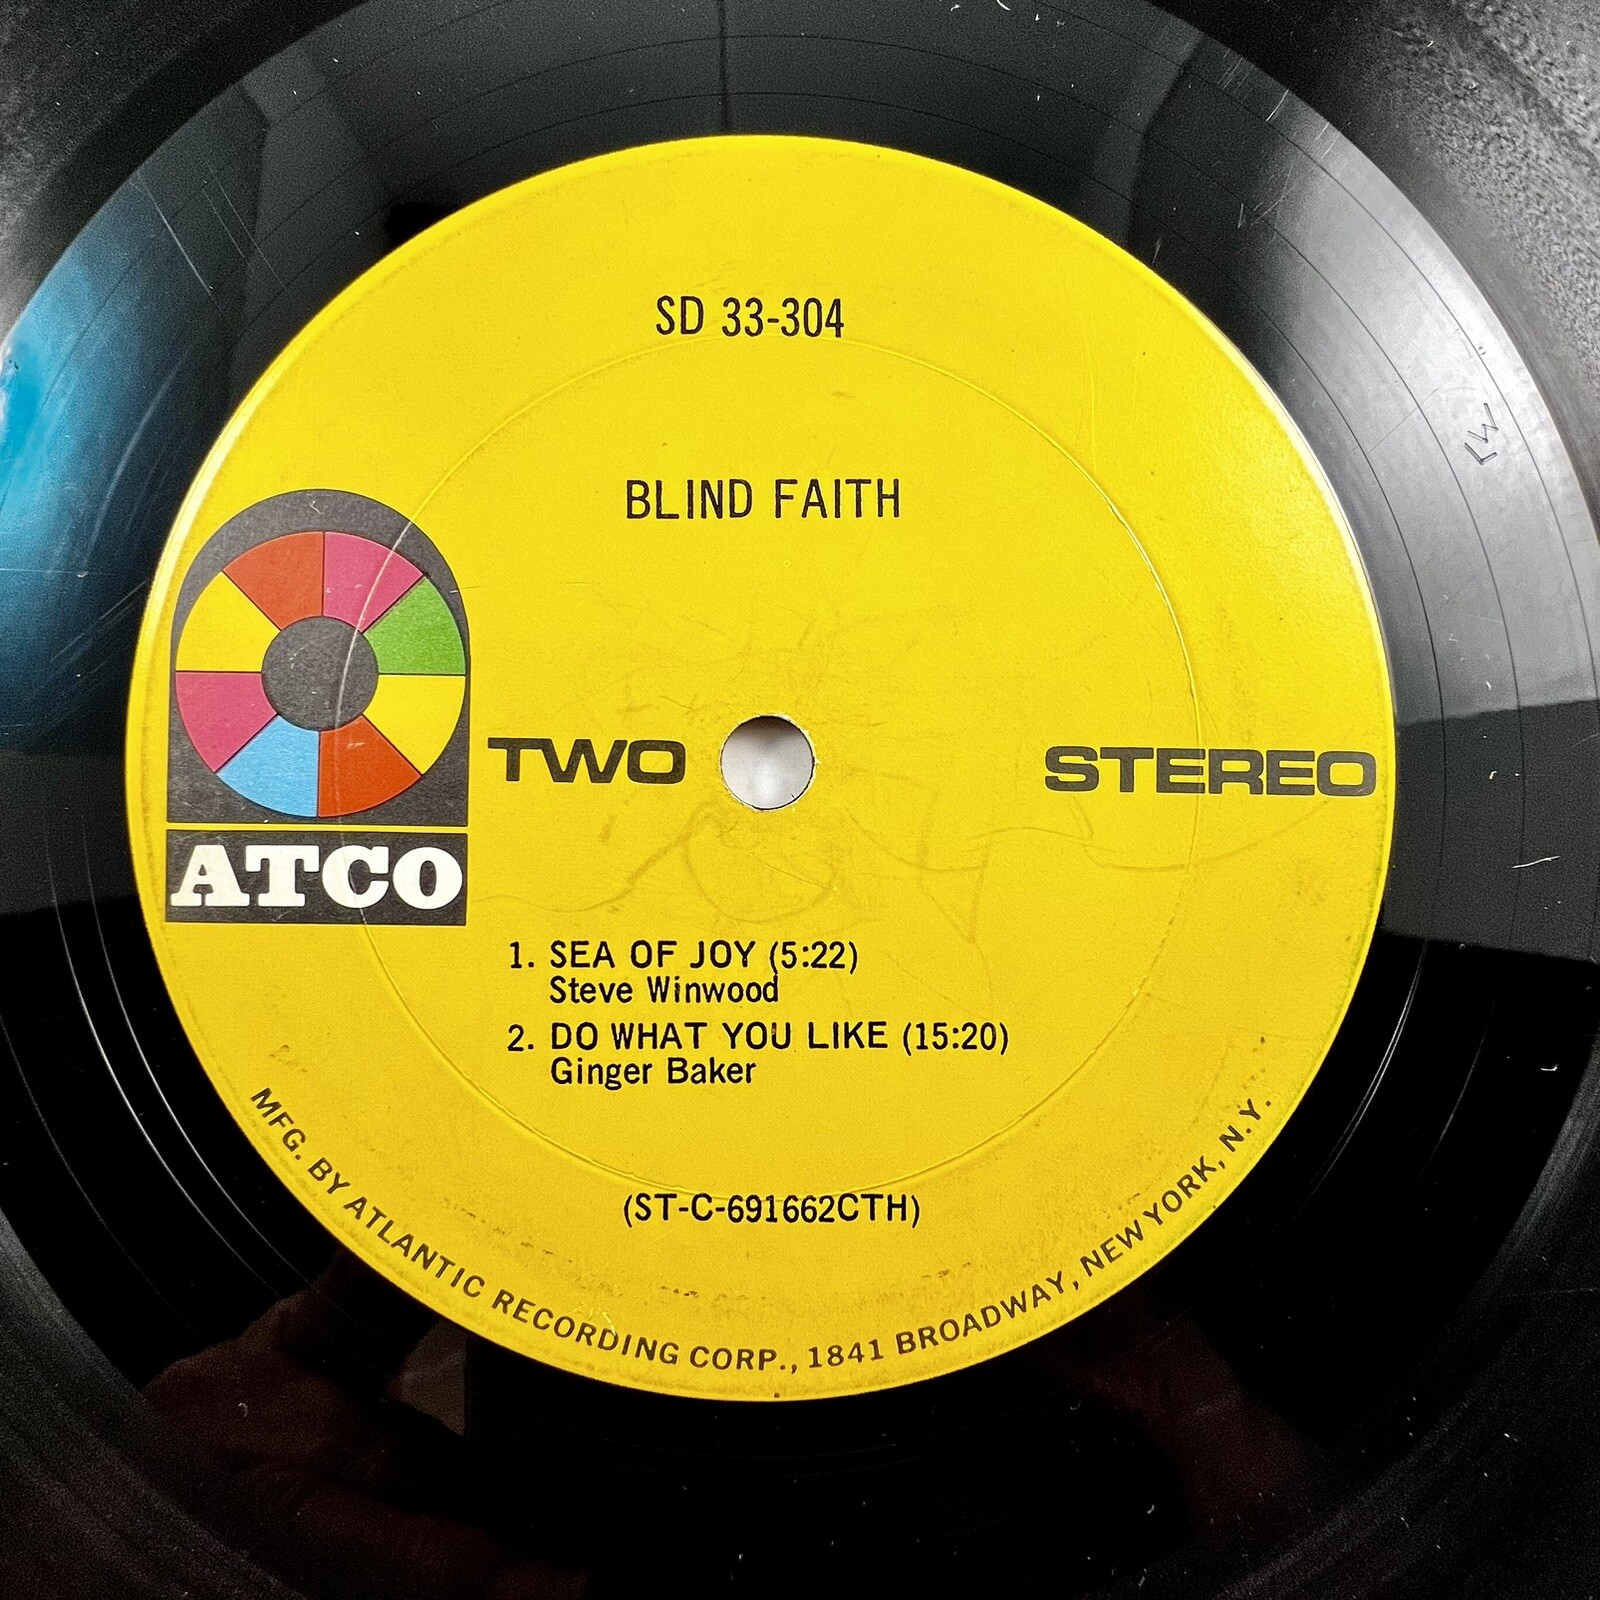 SD 33-304
BLIND FAITH
TWO
STEREO
ATCO
1. SEA OF JOY (5:22)
Steve Winwood
2. DO WHAT YOU LIKE (15:20)
Ginger Baker
(ST-C-691662CTH)
MFG. BY ATLANTIC RECORDING CORP., 1841 BROADWAY, NEW YORK, N.Y.